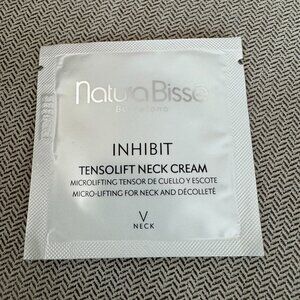 Natura Bissé
Barcelona
INHIBIT
TENSOLIFT NECK CREAM
MICROLIFTING TENSOR DE CUELLO Y ESCOTE
MICRO-LIFTING FOR NECK AND DÉCOLLETÉ
V
NECK